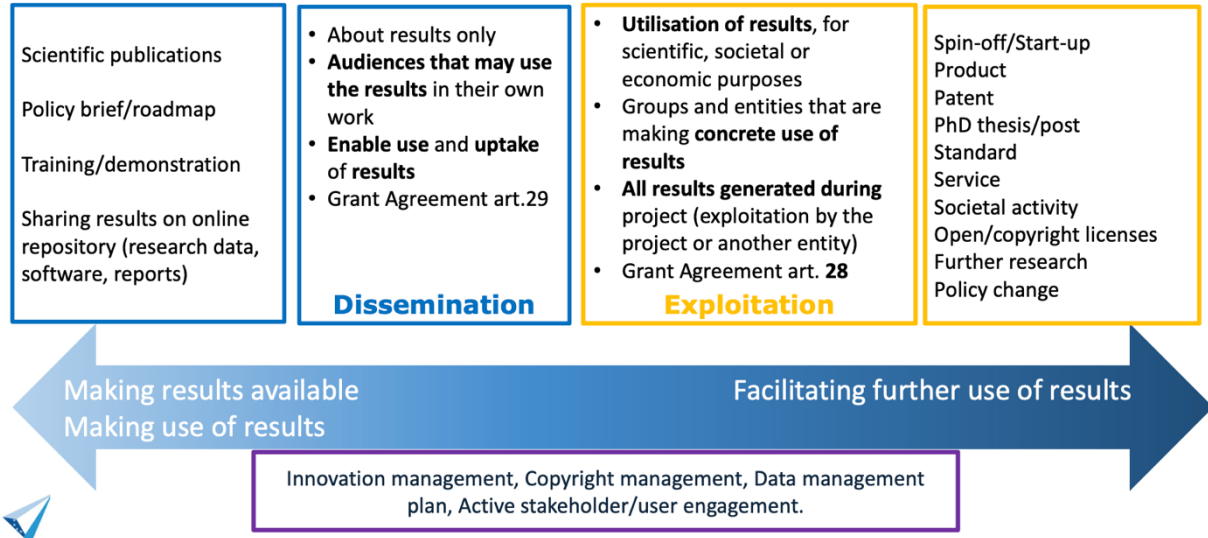 Scientific publications
Policy brief/roadmap
Training/demonstration
Sharing results on online
repository (research data,
software, reports)
• About results only
• Audiences that may use
the results in their own
work
• Enable use and uptake
of results
• Grant Agreement art.29
Dissemination
• Utilisation of results, for
scientific, societal or
economic purposes
• Groups and entities that are
making concrete use of
results
• All results generated during
project (exploitation by the
project or another entity)
• Grant Agreement art. 28
Exploitation
Spin-off/Start-up
Product
Patent
PhD thesis/post
Standard
Service
Societal activity
Open/copyright licenses
Further research
Policy change
Making results available
Making use of results
Facilitating further use of results
Innovation management, Copyright management, Data management
plan, Active stakeholder/user engagement.